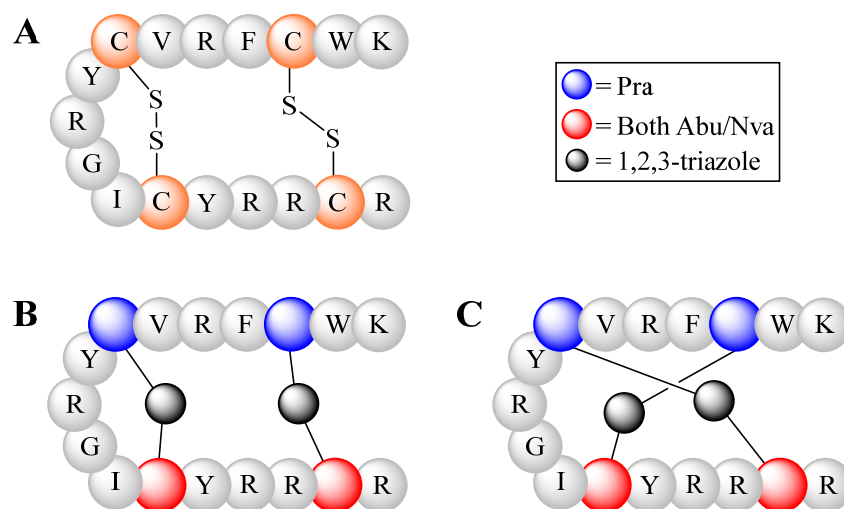 A
C V R F C W K
Y
R
G
I C Y R R C R
S
S
S
S
= Pra
= Both Abu/Nva
= 1,2,3-triazole
B
V R F W K
Y
R
G
I Y R R R
C
V R F W K
Y
R
G
I Y R R R